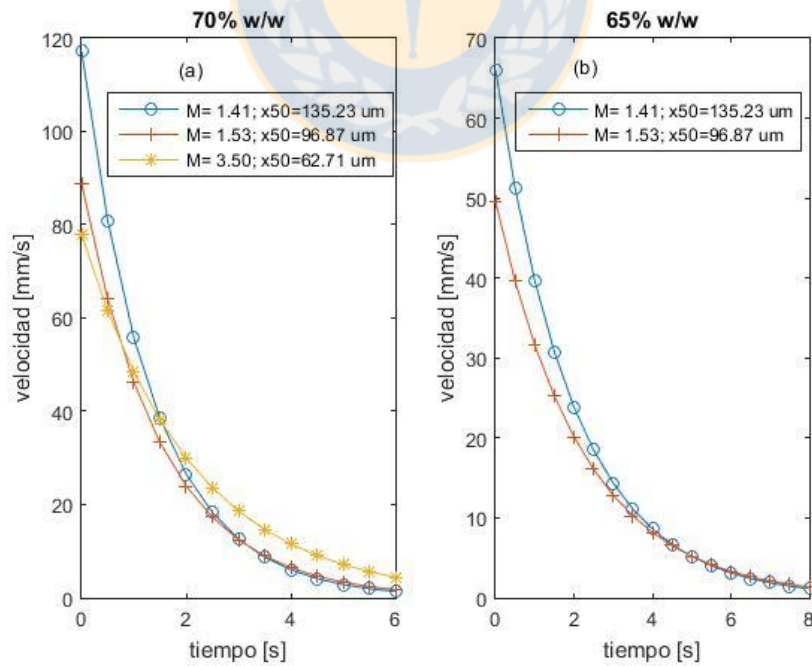 70% w/w
(a)
M= 1.41; x50=135.23 um
M= 1.53; x50=96.87 um
M= 3.50; x50=62.71 um
velocidad [mm/s]
120
100
80
60
40
20
0
0 2 4 6
tiempo [s]
65% w/w
(b)
M= 1.41; x50=135.23 um
M= 1.53; x50=96.87 um
velocidad [mm/s]
70
60
50
40
30
20
10
0
0 2 4 6 8
tiempo [s]